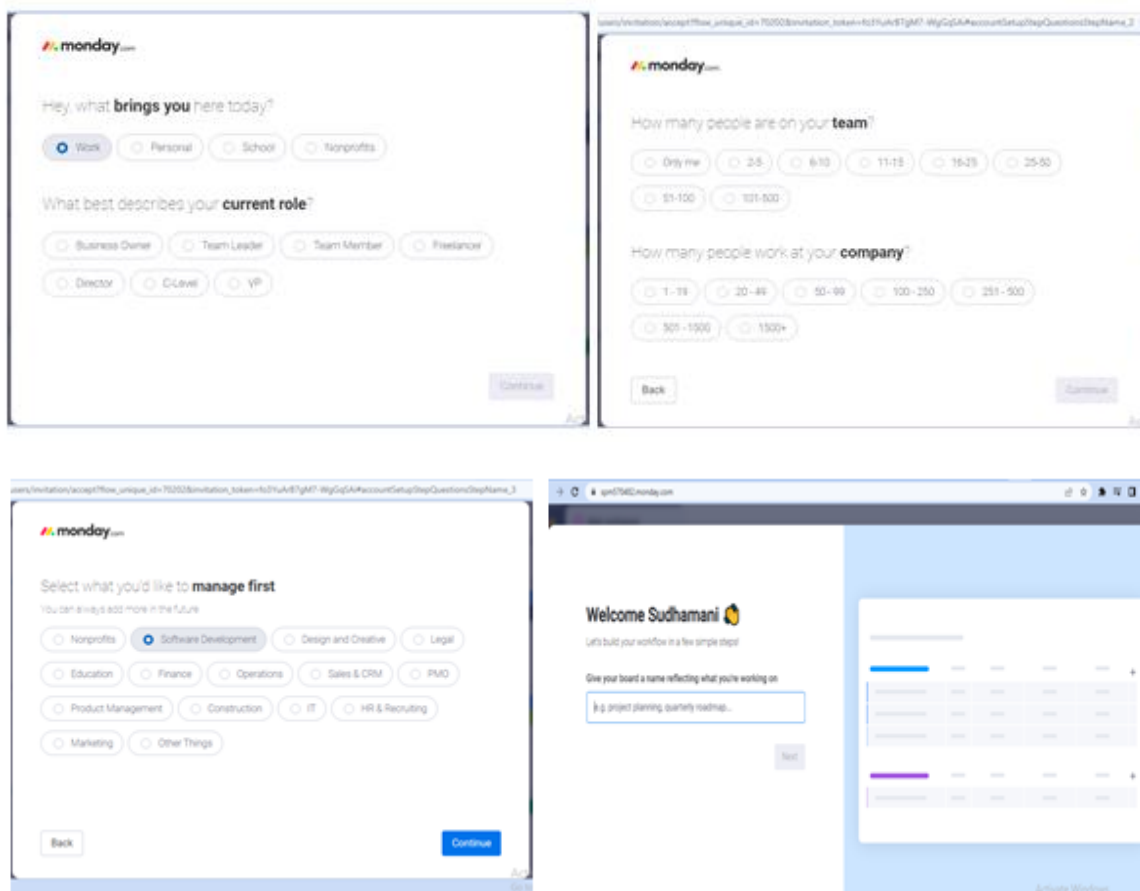 monday.com
Hey, what brings you here today?
Work Personal School Nonprofits
What best describes your current role?
Business Owner Team Leader Team Member Freelancer
Director C-Level VP
Continue
monday.com
How many people are on your team?
Only me 2-5 6-10 11-15 16-25 25-50
51-100 101-500
How many people work at your company?
1 - 19 20 - 49 50 - 99 100 - 250 251 - 500
501 - 1500 1500+
Back Continue
monday.com
Select what you'd like to manage first
You can always add more in the future
Nonprofits Software Development Design and Creative Legal
Education Finance Operations Sales & CRM PMO
Product Management Construction IT HR & Recruiting
Marketing Other Things
Back Continue
Welcome Sudhamani
Let's build your workflow in a few simple steps!
Give your board a name reflecting what you're working on
e.g. project planning, quarterly roadmap...
Next
Activate Windows